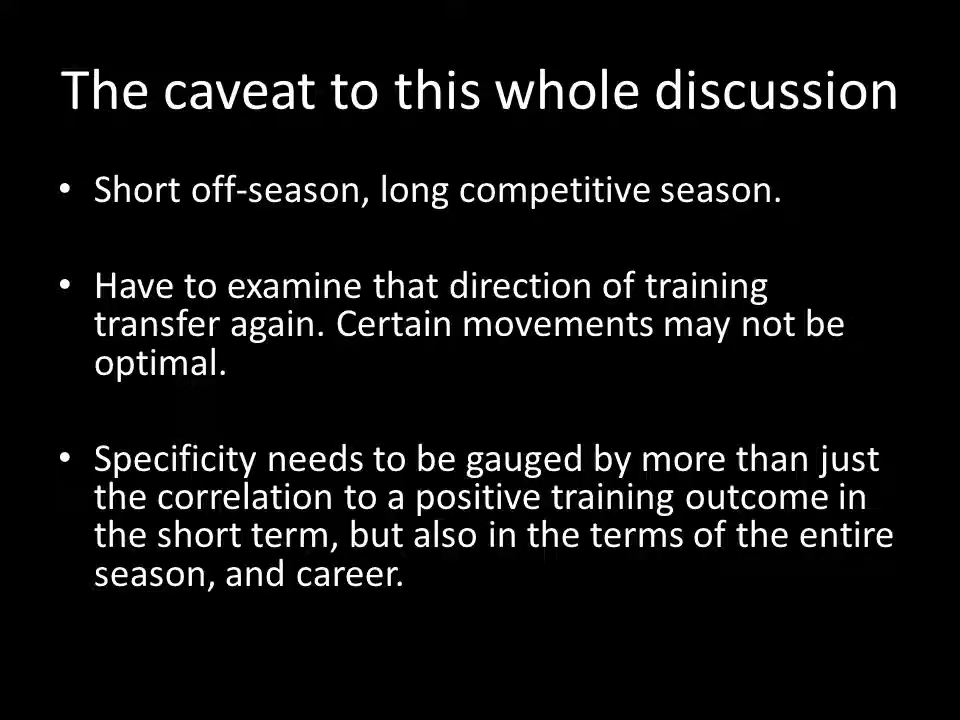 The caveat to this whole discussion
• Short off-season, long competitive season.
• Have to examine that direction of training
transfer again. Certain movements may not be
optimal.
• Specificity needs to be gauged by more than just
the correlation to a positive training outcome in
the short term, but also in the terms of the entire
season, and career.